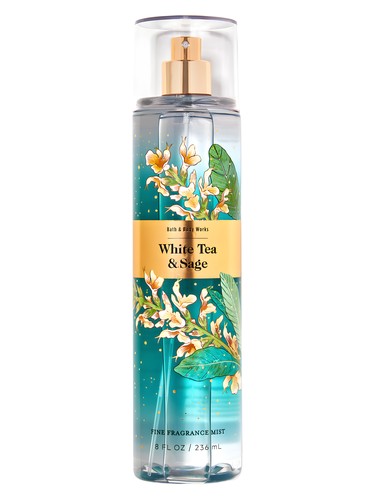 Bath & Body Works
White Tea
& Sage
FINE FRAGRANCE MIST
8 FL OZ / 236 mL